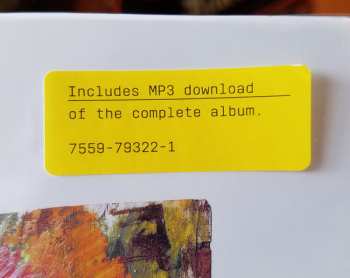 Includes MP3 download
of the complete album.
7559-79322-1